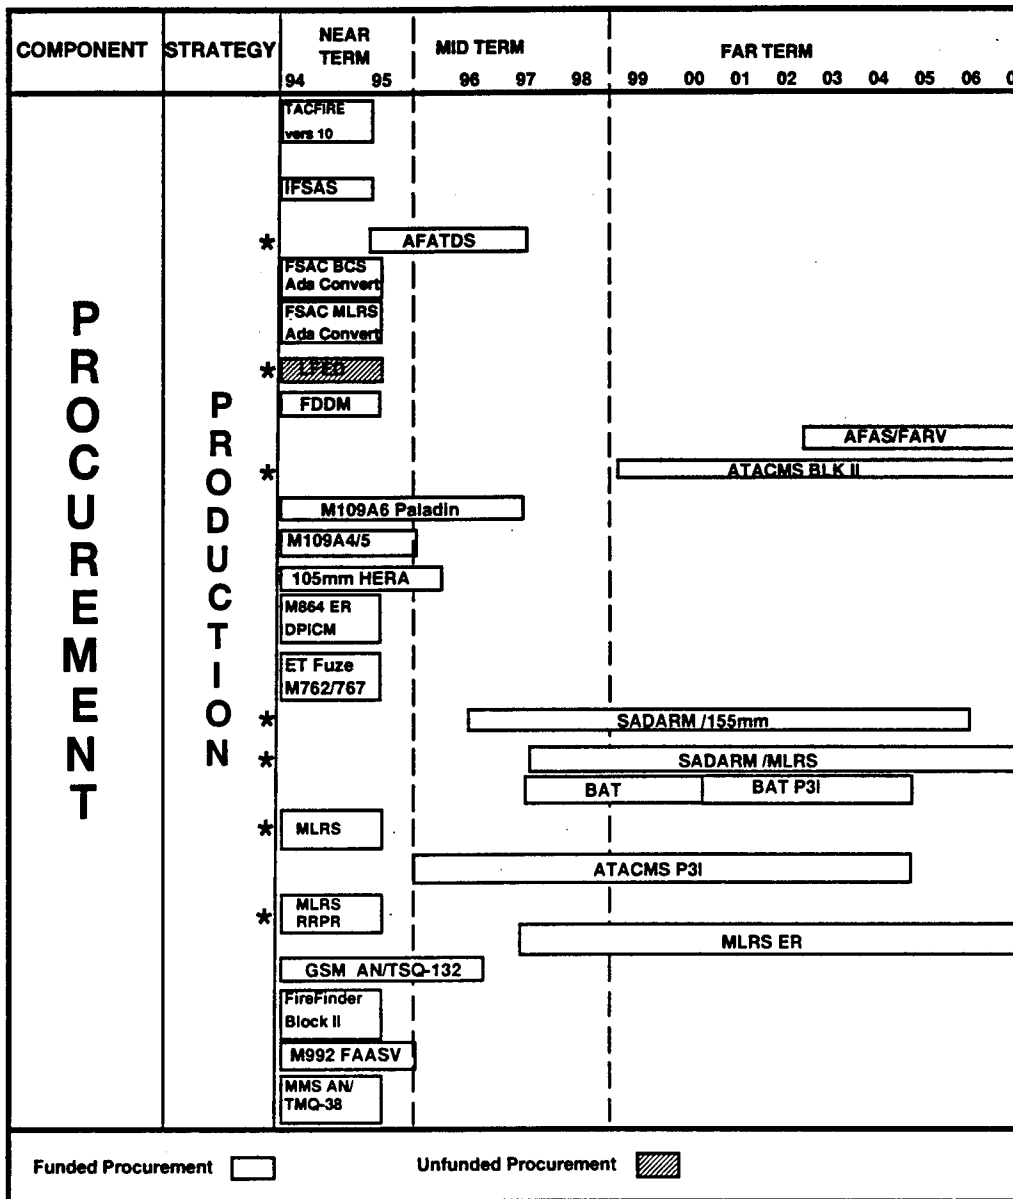 COMPONENT STRATEGY NEAR TERM MID TERM FAR TERM
94 95 96 97 98 99 00 01 02 03 04 05 06 0
PROCUREMENT
PRODUCTION
TACFIRE
vers 10
IFSAS
* AFATDS
FSAC BCS
Ada Convert
FSAC MLRS
Ada Convert
* LFED
FDDM
AFAS/FARV
* ATACMS BLK II
M109A6 Paladin
M109A4/5
105mm HERA
M864 ER
DPICM
ET Fuze
M762/767
* SADARM /155mm
* SADARM /MLRS
BAT BAT P3I
* MLRS
ATACMS P3I
MLRS
* RRPR
MLRS ER
GSM AN/TSQ-132
FireFinder
Block II
M992 FAASV
MMS AN/
TMQ-38
Funded Procurement Unfunded Procurement